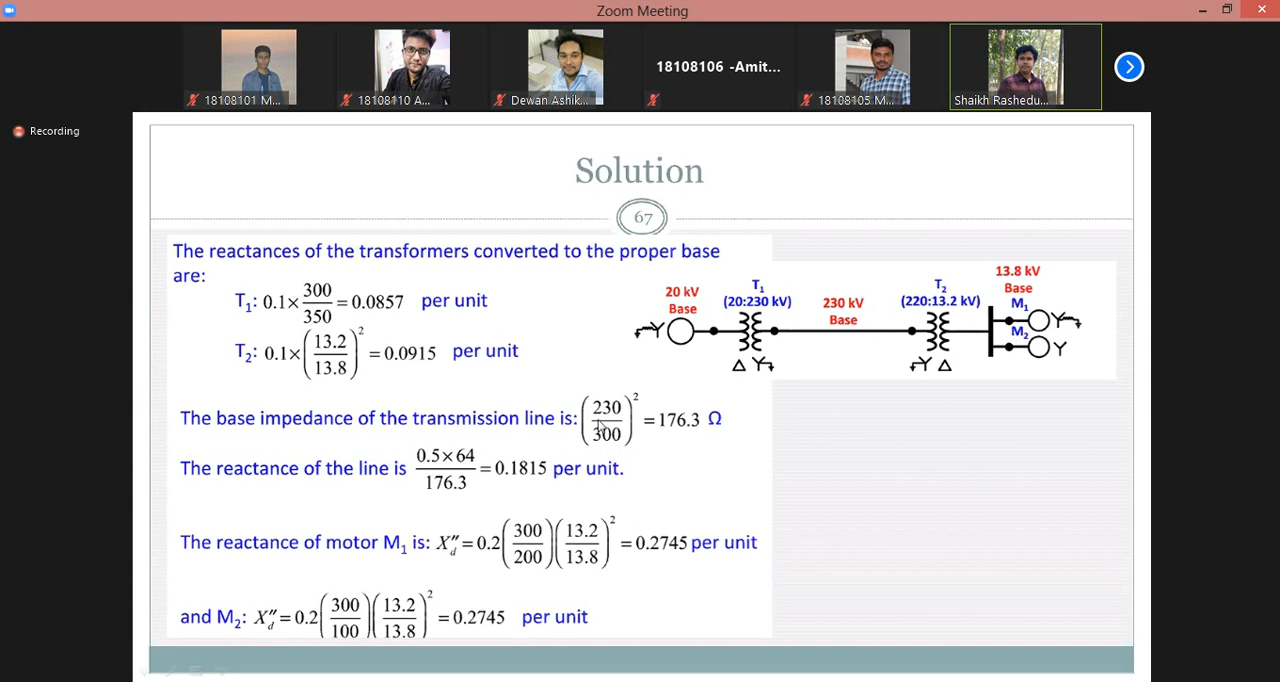 Zoom Meeting
18108101 M...
18108110 A...
Dewan Ashik...
18108106 -Amit...
18108105 M...
Shaikh Rashedu...
Recording
Solution
67
The reactances of the transformers converted to the proper base
are:
T₁: 0.1 × 300/350 = 0.0857 per unit
T₂: 0.1 × (13.2/13.8)² = 0.0915 per unit
The base impedance of the transmission line is: (230/300)² = 176.3 Ω
The reactance of the line is 0.5 × 64/176.3 = 0.1815 per unit.
The reactance of motor M₁ is: X″d = 0.2(300/200)(13.2/13.8)² = 0.2745 per unit
and M₂: X″d = 0.2(300/100)(13.2/13.8)² = 0.2745 per unit
20 kV
Base
T₁
(20:230 kV)
230 kV
Base
T₂
(220:13.2 kV)
13.8 kV
Base
M₁
M₂
Y
Y
Y
Δ Y
Y Δ